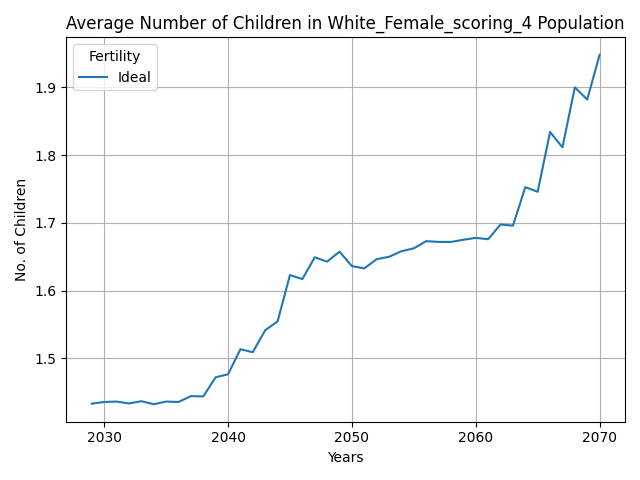 Average Number of Children in White_Female_scoring_4 Population
Fertility
Ideal
1.9
1.8
1.7
1.6
1.5
No. of Children
2030 2040 2050 2060 2070
Years